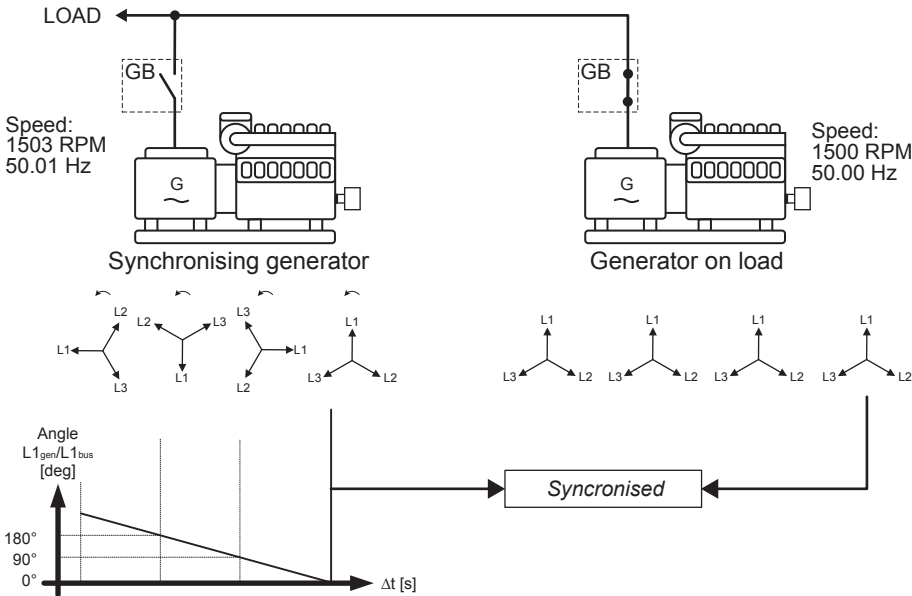 LOAD
GB
GB
Speed:
1503 RPM
50.01 Hz
Speed:
1500 RPM
50.00 Hz
G
G
Synchronising generator
Generator on load
L2
L1
L3
L2
L3
L1
L3
L1
L2
L1
L3
L2
L1
L3
L2
L1
L3
L2
L1
L3
L2
L1
L3
L2
Angle
L1gen/L1bus
[deg]
180°
90°
0°
Δt [s]
Syncronised